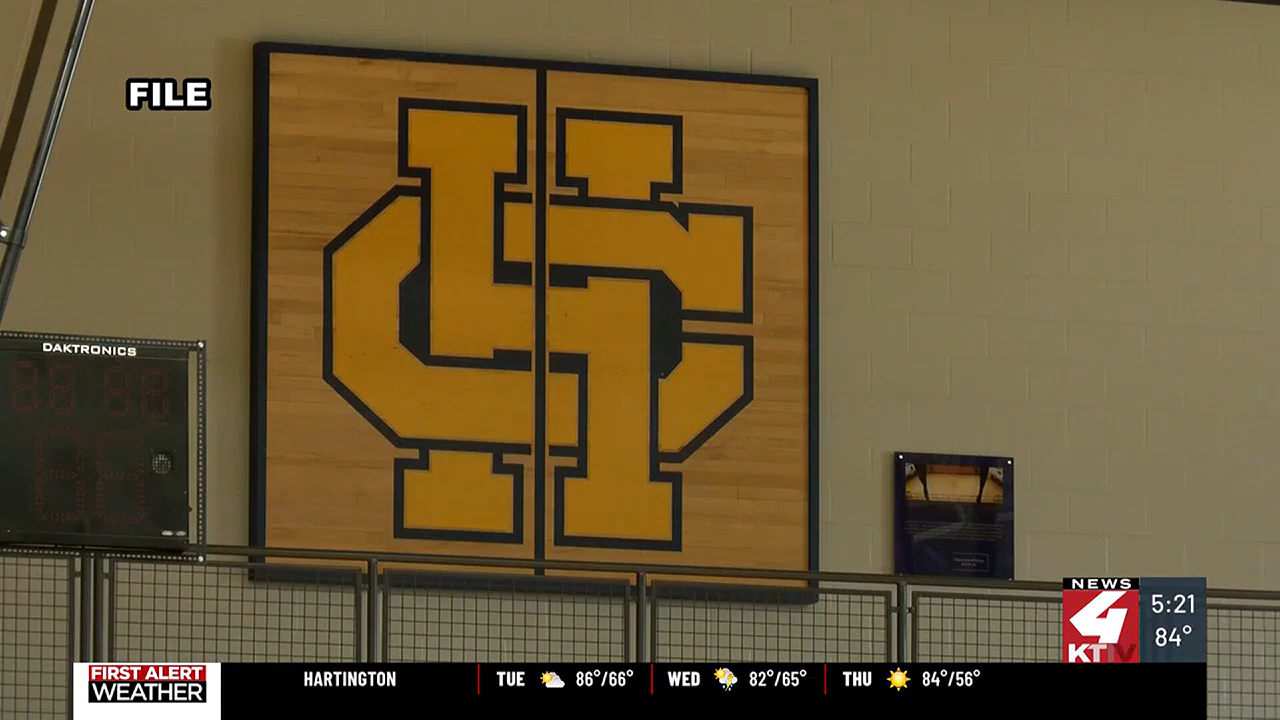 FILE
DAKTRONICS
NEWS
4
KTIV
5:21
84°
FIRST ALERT
WEATHER
HARTINGTON
TUE 86°/66°
WED 82°/65°
THU 84°/56°